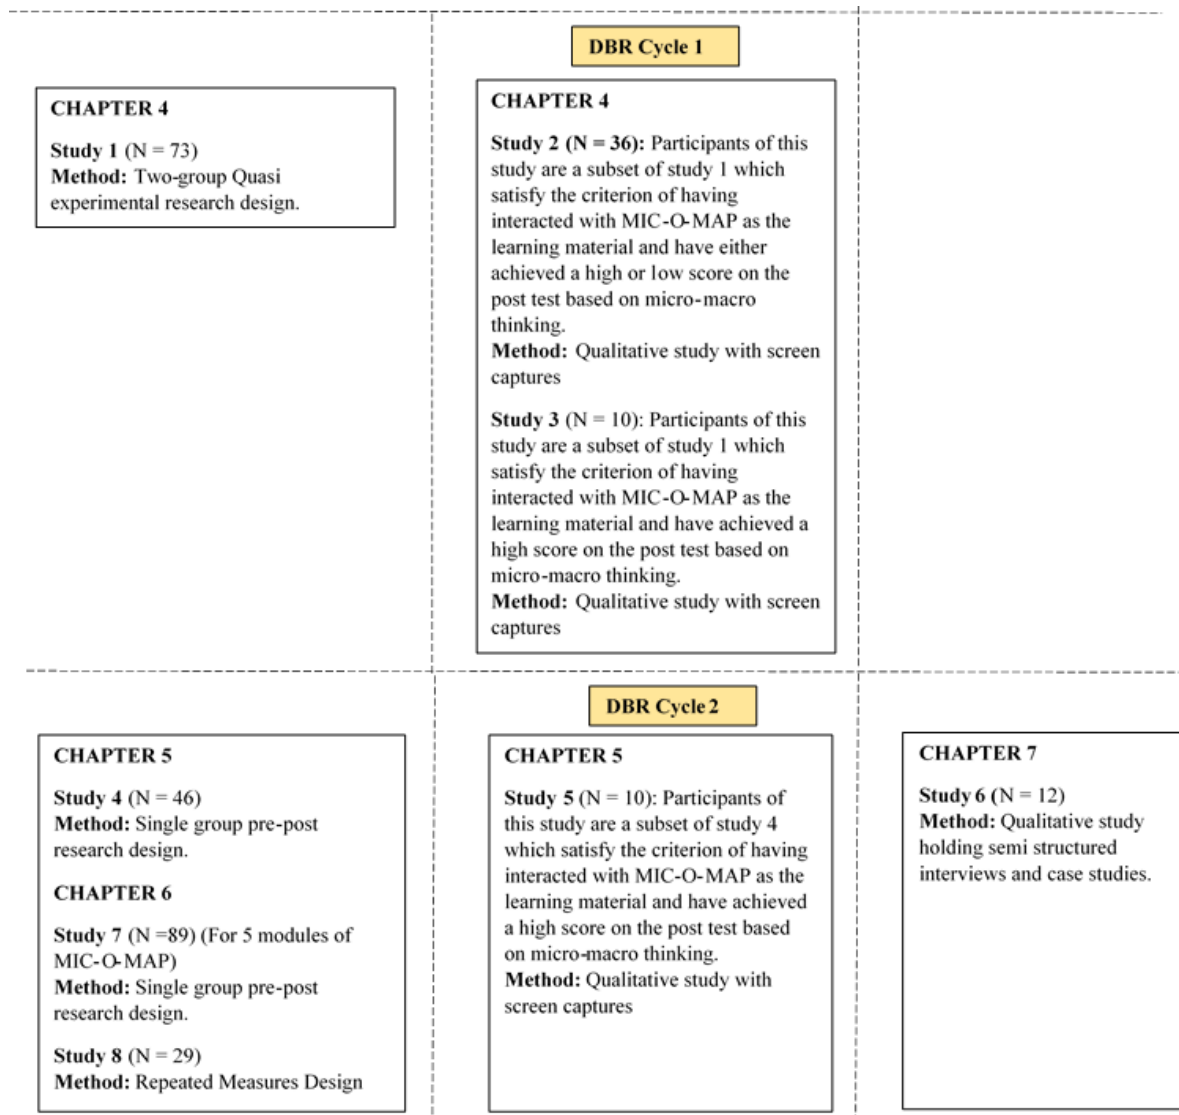 DBR Cycle 1
CHAPTER 4
Study 1 (N = 73)
Method: Two-group Quasi
experimental research design.
CHAPTER 4
Study 2 (N = 36): Participants of this
study are a subset of study 1 which
satisfy the criterion of having
interacted with MIC-O-MAP as the
learning material and have either
achieved a high or low score on the
post test based on micro-macro
thinking.
Method: Qualitative study with screen
captures
Study 3 (N = 10): Participants of this
study are a subset of study 1 which
satisfy the criterion of having
interacted with MIC-O-MAP as the
learning material and have achieved a
high score on the post test based on
micro-macro thinking.
Method: Qualitative study with screen
captures
DBR Cycle 2
CHAPTER 5
Study 4 (N = 46)
Method: Single group pre-post
research design.
CHAPTER 6
Study 7 (N =89) (For 5 modules of
MIC-O-MAP)
Method: Single group pre-post
research design.
Study 8 (N = 29)
Method: Repeated Measures Design
CHAPTER 5
Study 5 (N = 10): Participants of
this study are a subset of study 4
which satisfy the criterion of having
interacted with MIC-O-MAP as the
learning material and have achieved
a high score on the post test based
on micro-macro thinking.
Method: Qualitative study with
screen captures
CHAPTER 7
Study 6 (N = 12)
Method: Qualitative study
holding semi structured
interviews and case studies.